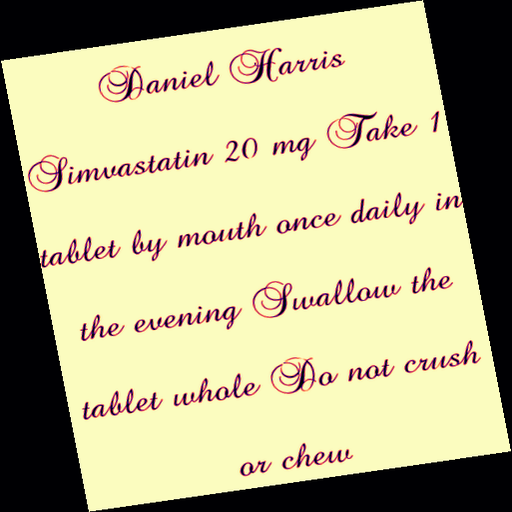 Daniel Harris
Simvastatin 20 mg Take 1
tablet by mouth once daily in
the evening Swallow the
tablet whole Do not crush
or chew